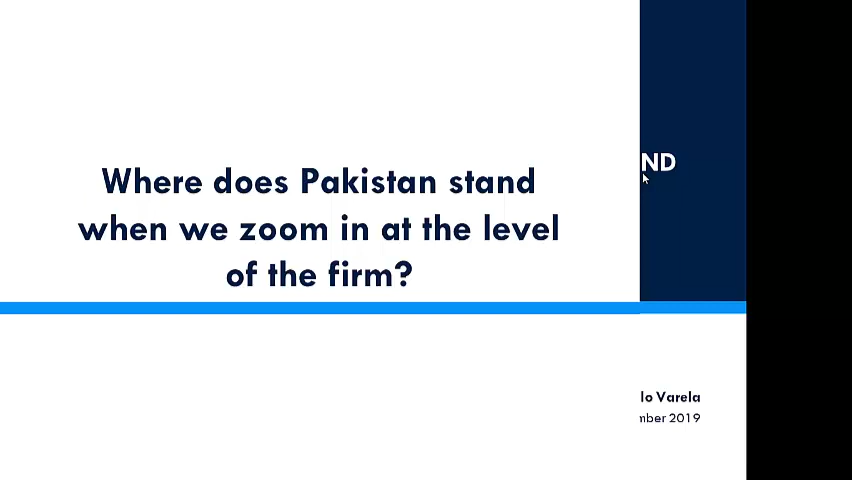 Where does Pakistan stand
when we zoom in at the level
of the firm?
ND
lo Varela
mber 2019